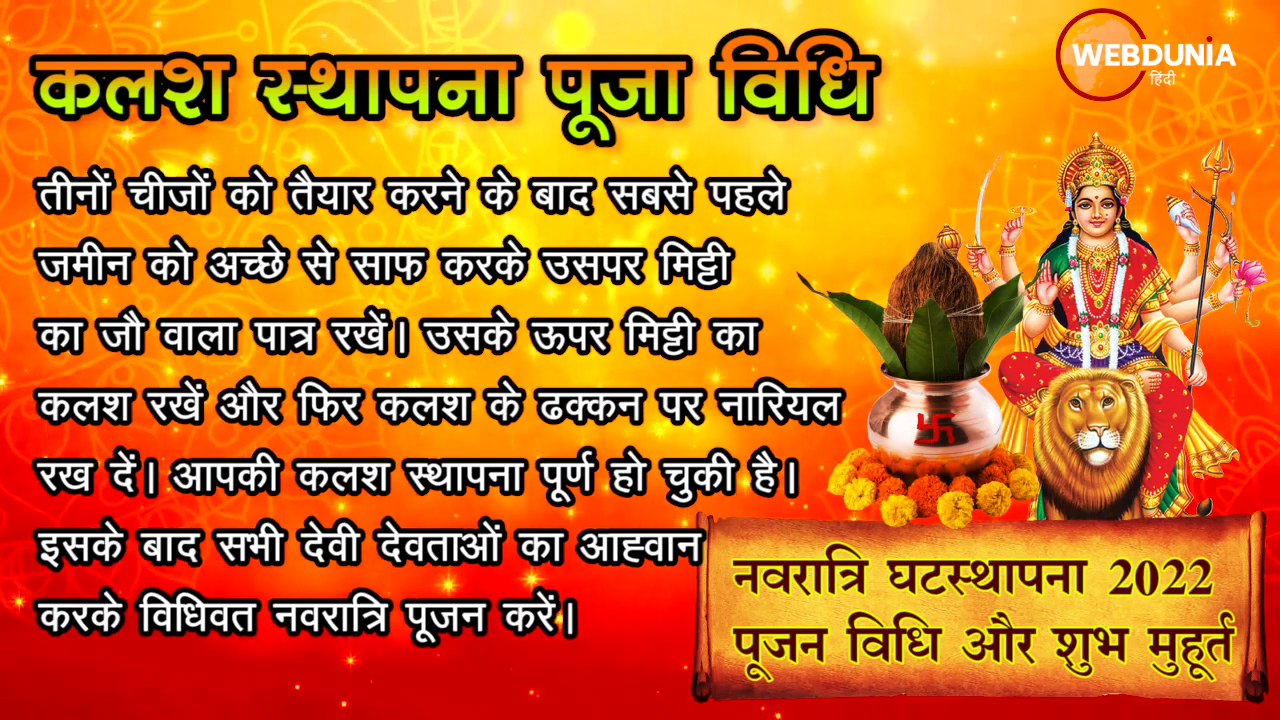 कलश स्थापना पूजा विधि
WEBDUNIA
हिंदी
तीनों चीजों को तैयार करने के बाद सबसे पहले
जमीन को अच्छे से साफ करके उसपर मिट्टी
का जौ वाला पात्र रखें। उसके ऊपर मिट्टी का
कलश रखें और फिर कलश के ढक्कन पर नारियल
रख दें। आपकी कलश स्थापना पूर्ण हो चुकी है।
इसके बाद सभी देवी देवताओं का आह्वान
करके विधिवत नवरात्रि पूजन करें।
नवरात्रि घटस्थापना 2022
पूजन विधि और शुभ मुहूर्त